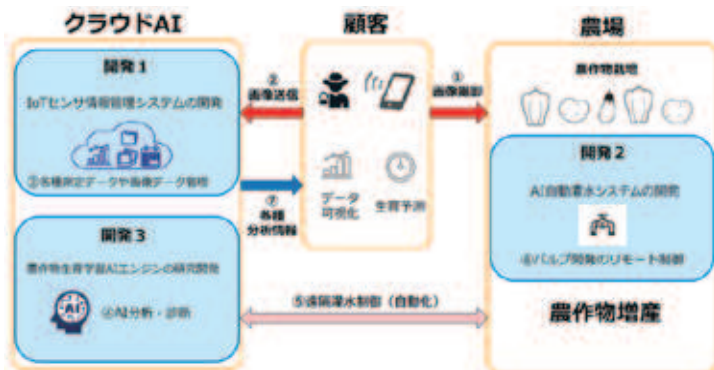 クラウドAI
開発1
IoTセンサ情報管理システムの開発
③各種測定データや画像データ管理
開発3
農作物生育学習AIエンジンの研究開発
AI
④AI分析・診断
顧客
②
画像送信
①
画像撮影
⑦
各種
分析情報
データ
可視化
生育予測
⑤遠隔灌水制御（自動化）
農場
農作物栽培
開発2
AI自動灌水システムの開発
⑥バルブ開発のリモート制御
農作物増産